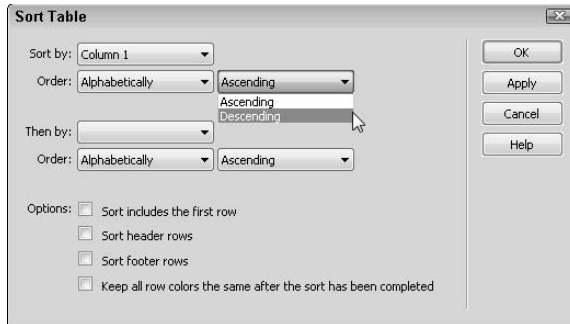 Sort Table
Sort by: Column 1
OK
Order: Alphabetically Ascending
Apply
Ascending
Descending
Cancel
Then by:
Help
Order: Alphabetically Ascending
Options: Sort includes the first row
Sort header rows
Sort footer rows
Keep all row colors the same after the sort has been completed